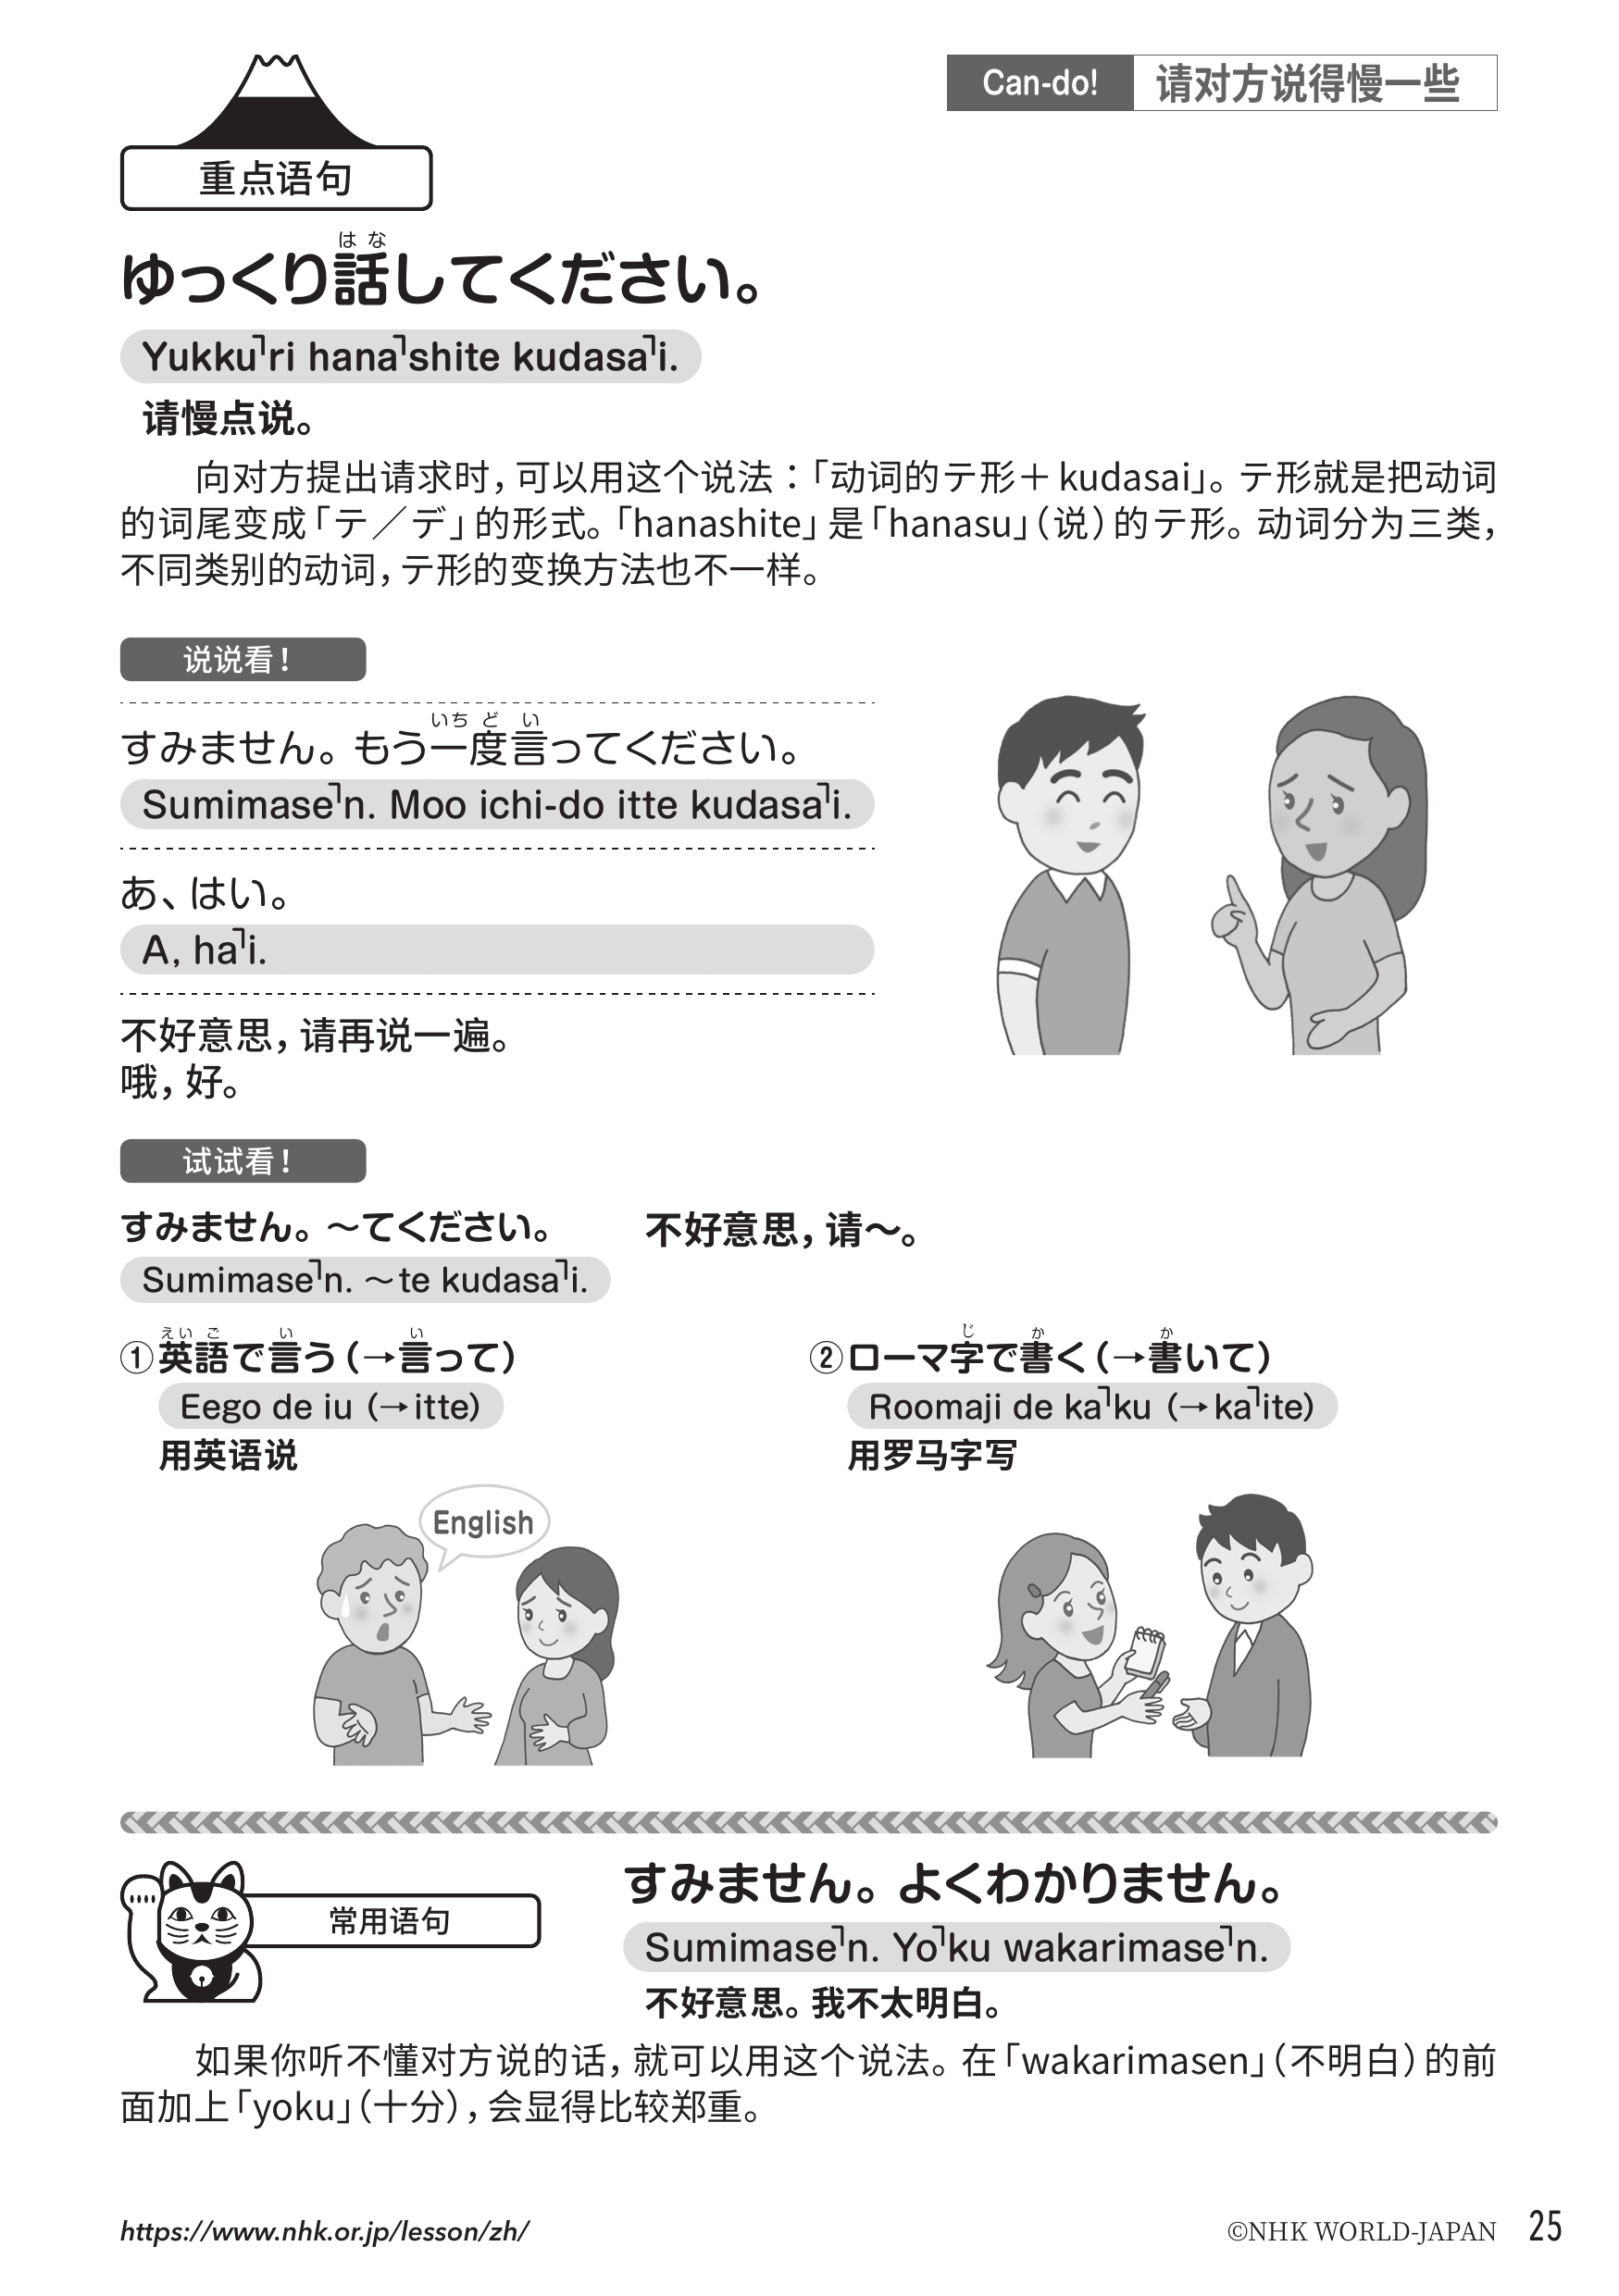 Can-do! 请对方说得慢一些
重点语句
は な
ゆっくり話してください。
Yukku˥ri hana˥shite kudasa˥i.
请慢点说。
向对方提出请求时，可以用这个说法：「动词的テ形＋kudasai」。テ形就是把动词
的词尾变成「テ／デ」的形式。「hanashite」是「hanasu」（说）的テ形。动词分为三类，
不同类别的动词，テ形的变换方法也不一样。
说说看！
いち ど い
すみません。もう一度言ってください。
Sumimase˥n. Moo ichi-do itte kudasa˥i.
あ、はい。
A, ha˥i.
不好意思，请再说一遍。
哦，好。
试试看！
すみません。～てください。 不好意思，请～。
Sumimase˥n. ～te kudasa˥i.
えい ご い い
①英語で言う（→言って）
Eego de iu (→itte)
用英语说
English
じ か か
②ローマ字で書く（→書いて）
Roomaji de ka˥ku (→ka˥ite)
用罗马字写
常用语句
すみません。よくわかりません。
Sumimase˥n. Yo˥ku wakarimase˥n.
不好意思。我不太明白。
如果你听不懂对方说的话，就可以用这个说法。在「wakarimasen」（不明白）的前
面加上「yoku」（十分），会显得比较郑重。
https://www.nhk.or.jp/lesson/zh/
©NHK WORLD-JAPAN 25